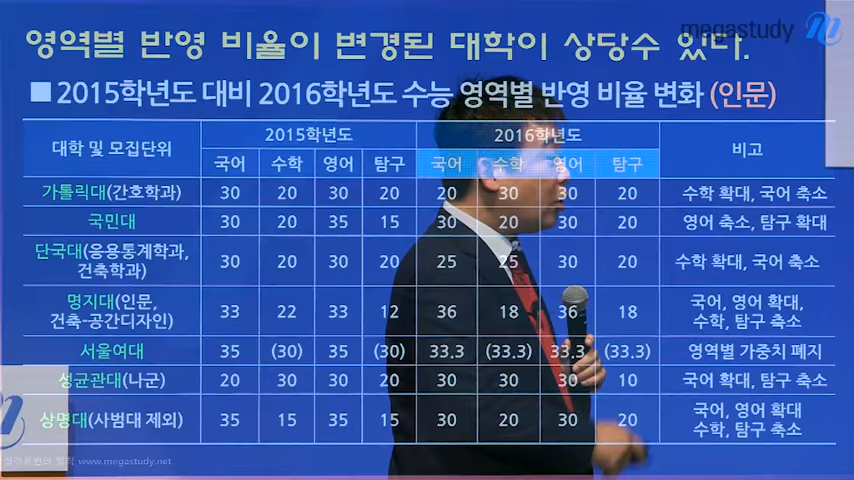 megastudy
영역별 반영 비율이 변경된 대학이 상당수 있다.
■ 2015학년도 대비 2016학년도 수능 영역별 반영 비율 변화 (인문)
대학 및 모집단위 2015학년도 2016학년도 비고
국어 수학 영어 탐구 국어 수학 영어 탐구
가톨릭대(간호학과) 30 20 30 20 20 30 30 20 수학 확대, 국어 축소
국민대 30 20 35 15 30 20 30 20 영어 축소, 탐구 확대
단국대(응용통계학과,
건축학과) 30 20 30 20 25 25 30 20 수학 확대, 국어 축소
명지대(인문,
건축-공간디자인) 33 22 33 12 36 18 36 18 국어, 영어 확대,
수학, 탐구 축소
서울여대 35 (30) 35 (30) 33.3 (33.3) 33.3 (33.3) 영역별 가중치 폐지
성균관대(나군) 20 30 30 20 30 30 30 10 국어 확대, 탐구 축소
상명대(사범대 제외) 35 15 35 15 30 20 30 20 국어, 영어 확대
수학, 탐구 축소
www.megastudy.net